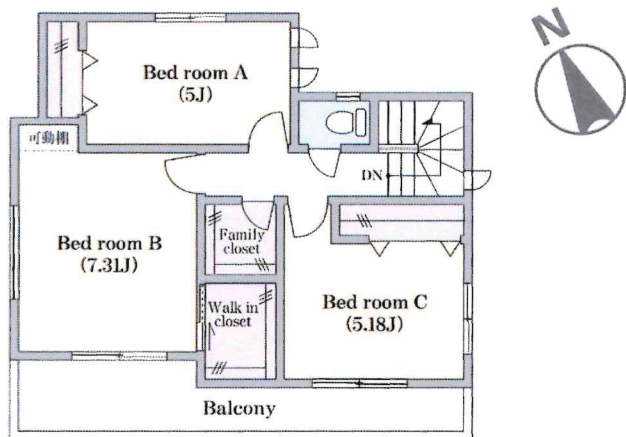 N
Bed room A
(5J)
可動棚
DN
Bed room B
(7.31J)
Family
closet
Walk in
closet
Bed room C
(5.18J)
Balcony